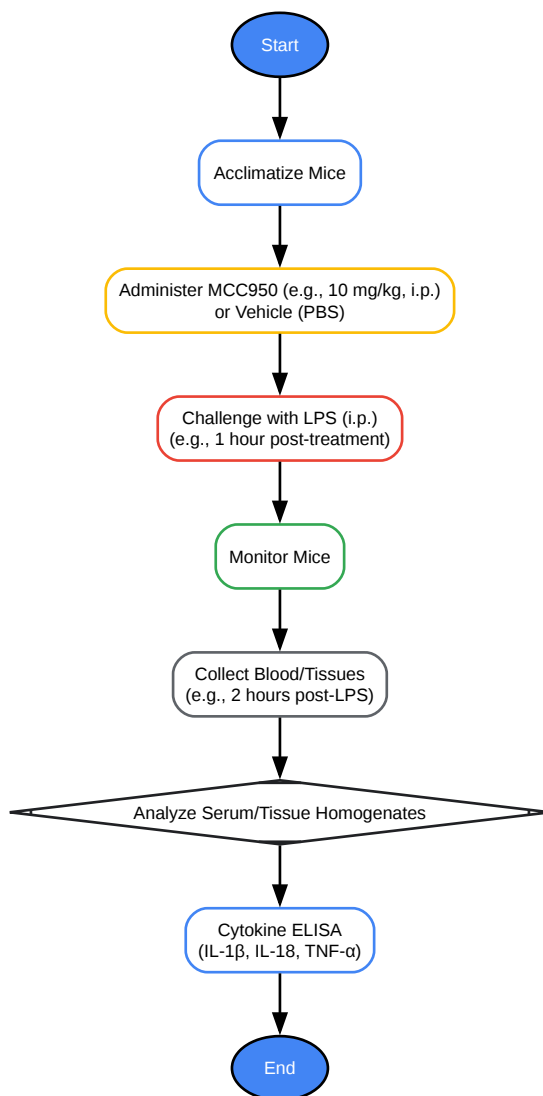 Start
Acclimatize Mice
Administer MCC950 (e.g., 10 mg/kg, i.p.)
or Vehicle (PBS)
Challenge with LPS (i.p.)
(e.g., 1 hour post-treatment)
Monitor Mice
Collect Blood/Tissues
(e.g., 2 hours post-LPS)
Analyze Serum/Tissue Homogenates
Cytokine ELISA
(IL-1β, IL-18, TNF-α)
End